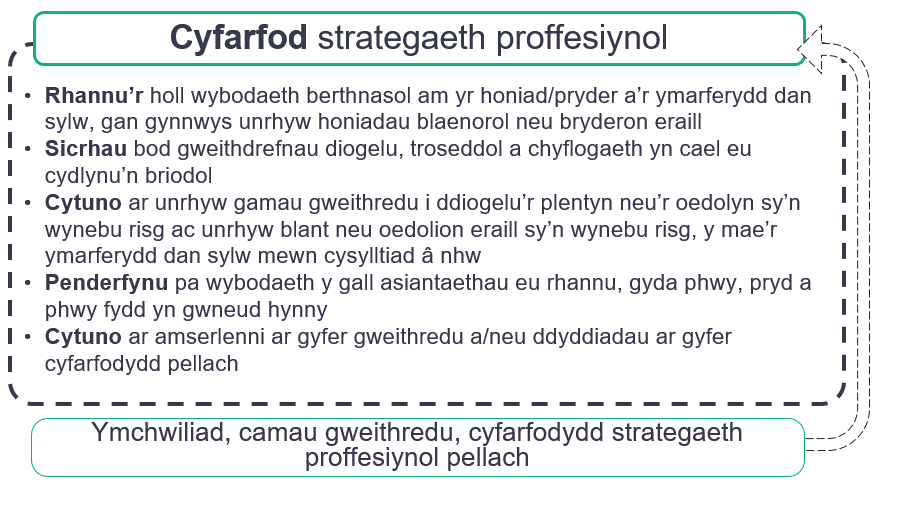 Cyfarfod strategaeth proffesiynol
• Rhannu’r holl wybodaeth berthnasol am yr honiad/pryder a’r ymarferydd dan
sylw, gan gynnwys unrhyw honiadau blaenorol neu bryderon eraill
• Sicrhau bod gweithdrefnau diogelu, troseddol a chyflogaeth yn cael eu
cydlynu’n briodol
• Cytuno ar unrhyw gamau gweithredu i ddiogelu’r plentyn neu’r oedolyn sy’n
wynebu risg ac unrhyw blant neu oedolion eraill sy’n wynebu risg, y mae’r
ymarferydd dan sylw mewn cysylltiad â nhw
• Penderfynu pa wybodaeth y gall asiantaethau eu rhannu, gyda phwy, pryd a
phwy fydd yn gwneud hynny
• Cytuno ar amserlenni ar gyfer gweithredu a/neu ddyddiadau ar gyfer
cyfarfodydd pellach
Ymchwiliad, camau gweithredu, cyfarfodydd strategaeth
proffesiynol pellach